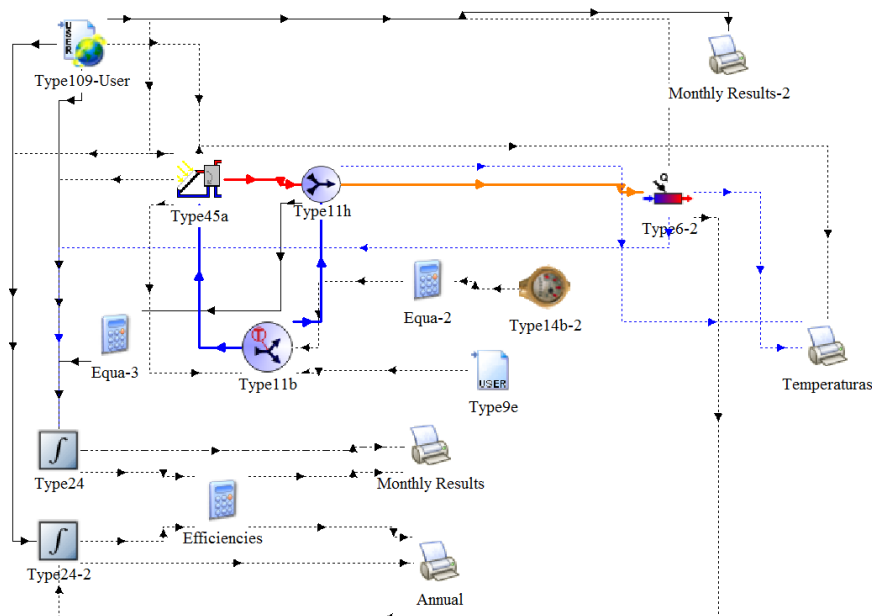 USER
Type109-User
Monthly Results-2
Q
Type45a
Type11h
Type6-2
Equa-2
Type14b-2
T
Equa-3
Type11b
USER
Type9e
Temperaturas
Type24
Monthly Results
Efficiencies
Type24-2
Annual